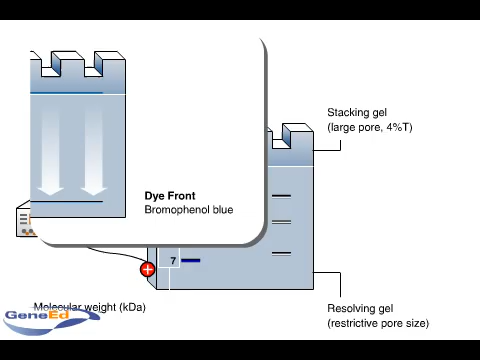 Stacking gel
(large pore, 4%T)
Dye Front
Bromophenol blue
7
Molecular weight (kDa)
Resolving gel
(restrictive pore size)
GeneEd